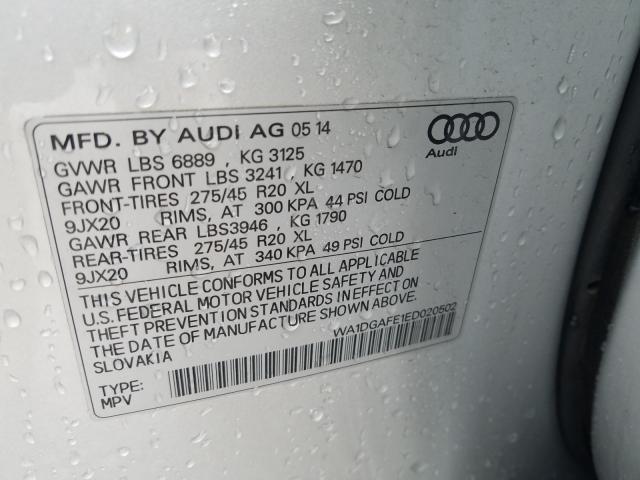 MFD. BY AUDI AG 05 14
Audi
GVWR LBS 6889 , KG 3125
GAWR FRONT LBS 3241 , KG 1470
FRONT-TIRES 275/45 R20 XL
9JX20 RIMS, AT 300 KPA 44 PSI COLD
GAWR REAR LBS3946 , KG 1790
REAR-TIRES 275/45 R20 XL
9JX20 RIMS, AT 340 KPA 49 PSI COLD
THIS VEHICLE CONFORMS TO ALL APPLICABLE
U.S. FEDERAL MOTOR VEHICLE SAFETY AND
THEFT PREVENTION STANDARDS IN EFFECT ON
THE DATE OF MANUFACTURE SHOWN ABOVE.
SLOVAKIA
WA1DGAFE1ED020502
TYPE:
MPV